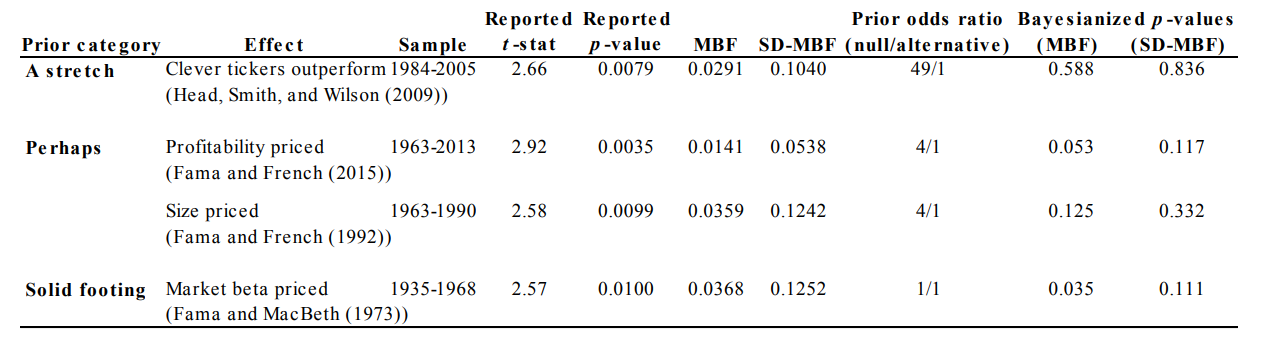 Reported Reported Prior odds ratio Bayesianized p-values
Prior category Effect Sample t-stat p-value MBF SD-MBF (null/alternative) (MBF) (SD-MBF)
A stretch Clever tickers outperform 1984-2005 2.66 0.0079 0.0291 0.1040 49/1 0.588 0.836
(Head, Smith, and Wilson (2009))
Perhaps Profitability priced 1963-2013 2.92 0.0035 0.0141 0.0538 4/1 0.053 0.117
(Fama and French (2015))
Size priced 1963-1990 2.58 0.0099 0.0359 0.1242 4/1 0.125 0.332
(Fama and French (1992))
Solid footing Market beta priced 1935-1968 2.57 0.0100 0.0368 0.1252 1/1 0.035 0.111
(Fama and MacBeth (1973))